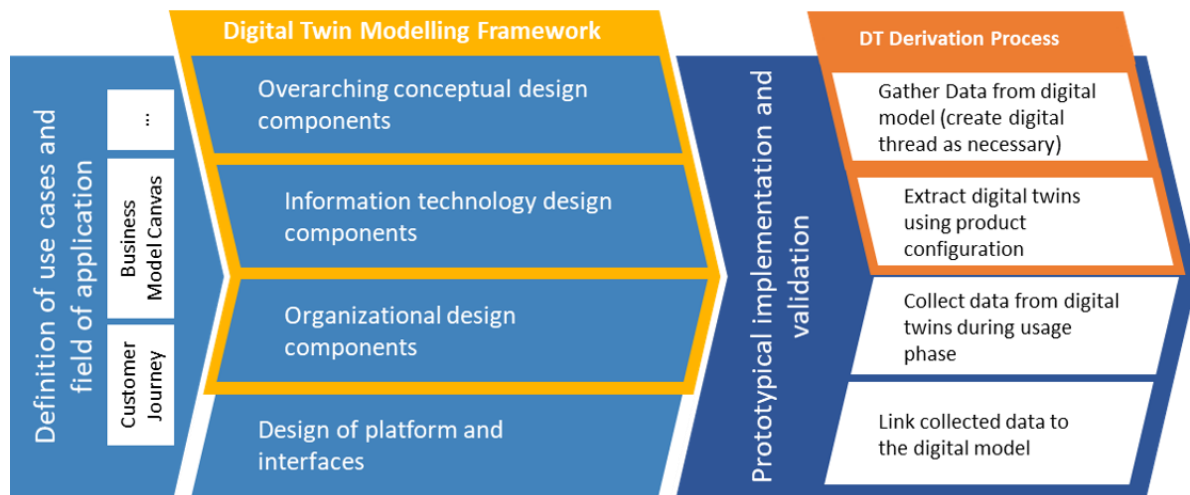 Definition of use cases and
field of application
...
Business
Model Canvas
Customer
Journey
Digital Twin Modelling Framework
Overarching conceptual design
components
Information technology design
components
Organizational design
components
Design of platform and
interfaces
Prototypical implementation and
validation
DT Derivation Process
Gather Data from digital
model (create digital
thread as necessary)
Extract digital twins
using product
configuration
Collect data from digital
twins during usage
phase
Link collected data to
the digital model